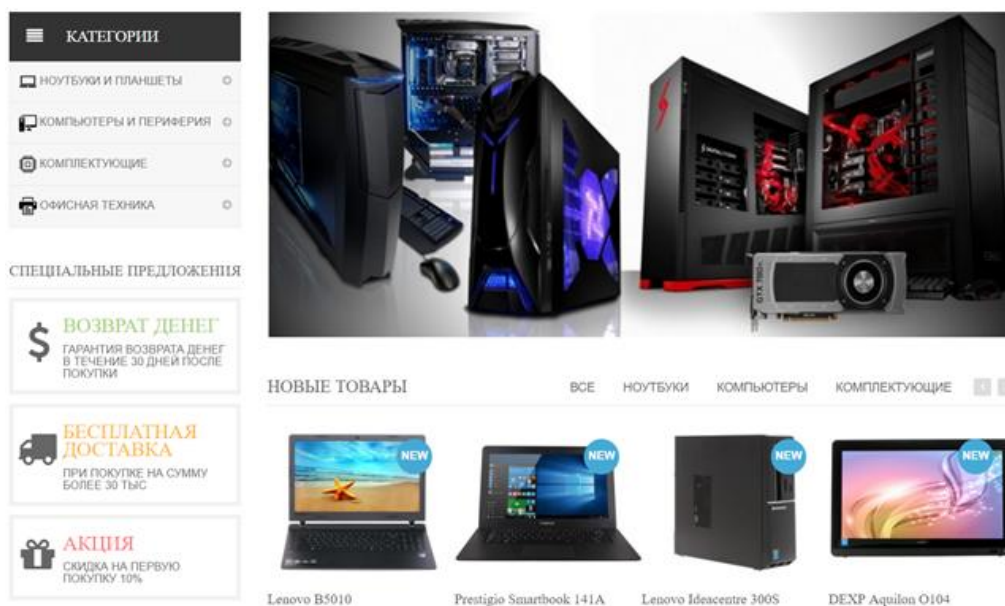 КАТЕГОРИИ
НОУТБУКИ И ПЛАНШЕТЫ
КОМПЬЮТЕРЫ И ПЕРИФЕРИЯ
КОМПЛЕКТУЮЩИЕ
ОФИСНАЯ ТЕХНИКА
СПЕЦИАЛЬНЫЕ ПРЕДЛОЖЕНИЯ
$
ВОЗВРАТ ДЕНЕГ
ГАРАНТИЯ ВОЗВРАТА ДЕНЕГ
В ТЕЧЕНИЕ 30 ДНЕЙ ПОСЛЕ
ПОКУПКИ
БЕСПЛАТНАЯ
ДОСТАВКА
ПРИ ПОКУПКЕ НА СУММУ
БОЛЕЕ 30 ТЫС
АКЦИЯ
СКИДКА НА ПЕРВУЮ
ПОКУПКУ 10%
НОВЫЕ ТОВАРЫ ВСЕ НОУТБУКИ КОМПЬЮТЕРЫ КОМПЛЕКТУЮЩИЕ
NEW NEW NEW NEW
Lenovo B5010 Prestigio Smartbook 141A Lenovo Ideacentre 300S DEXP Aquilon O104